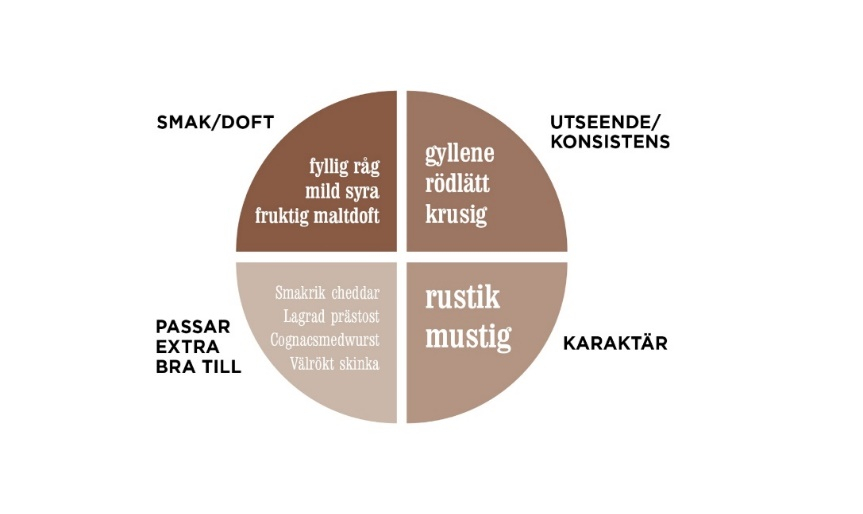 SMAK/DOFT
fyllig råg
mild syra
fruktig maltdoft
UTSEENDE/
KONSISTENS
gyllene
rödlätt
krusig
PASSAR
EXTRA
BRA TILL
Smakrik cheddar
Lagrad prästost
Cognacsmedwurst
Välrökt skinka
KARAKTÄR
rustik
mustig